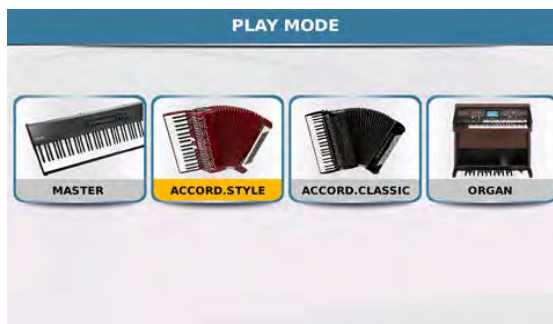 PLAY MODE
MASTER
ACCORD.STYLE
ACCORD.CLASSIC
ORGAN